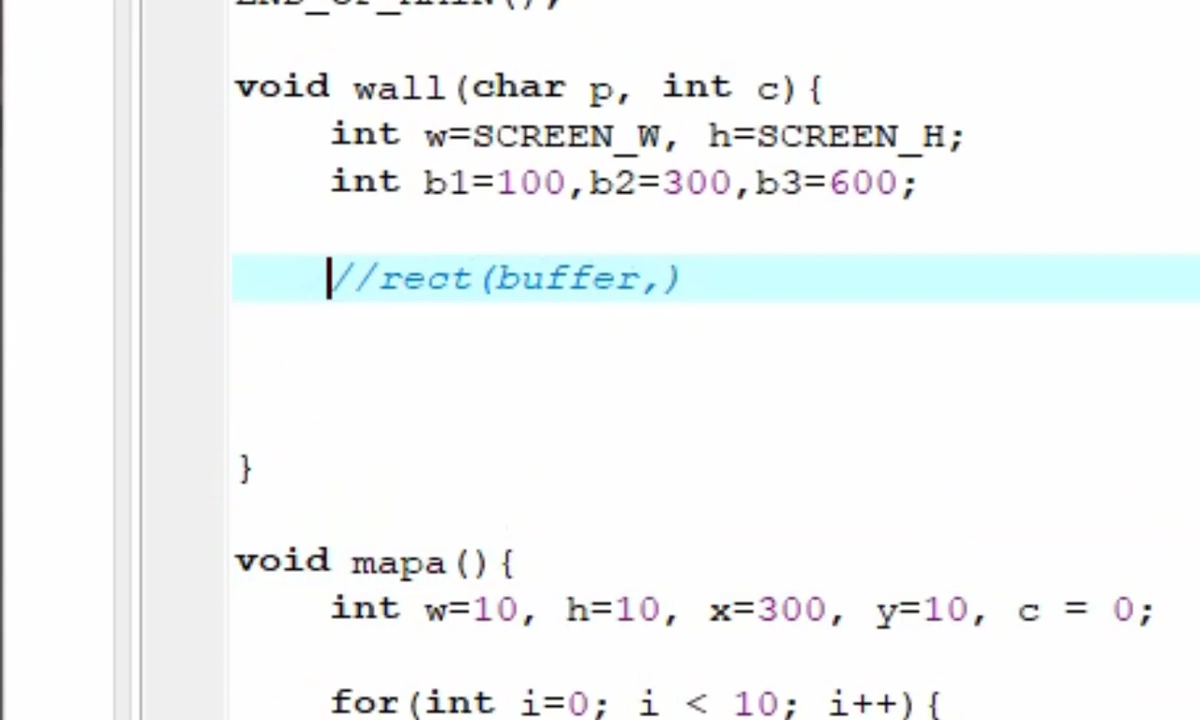 END_OF_MAIN();
void wall(char p, int c){
int w=SCREEN_W, h=SCREEN_H;
int b1=100,b2=300,b3=600;
//rect(buffer,)
}
void mapa(){
int w=10, h=10, x=300, y=10, c = 0;
for(int i=0; i < 10; i++){